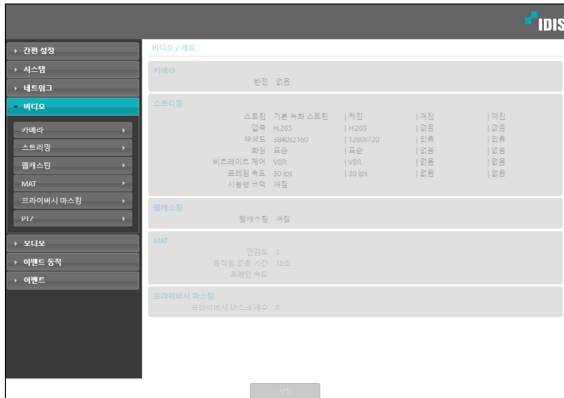 IDIS
간편 설정
시스템
네트워크
비디오
카메라
스트리밍
웹캐스팅
MAT
프라이버시 마스킹
PTZ
오디오
이벤트 동작
이벤트
비디오 / 개요
카메라
반전 없음
스트리밍
스트림 기본 녹화 스트림 | 켜짐 | 꺼짐 | 꺼짐
압축 H.265 | H.265 | 없음 | 없음
해상도 3840x2160 | 1280x720 | 없음 | 없음
화질 표준 | 표준 | 없음 | 없음
비트레이트 제어 VBR | VBR | 없음 | 없음
프레임 속도 30 ips | 30 ips | 없음 | 없음
지능형 코덱 꺼짐
웹캐스팅
웹캐스팅 꺼짐
MAT
민감도
움직임 없음 기간 10초
프레임 속도
프라이버시 마스킹
프라이버시 마스크 개수